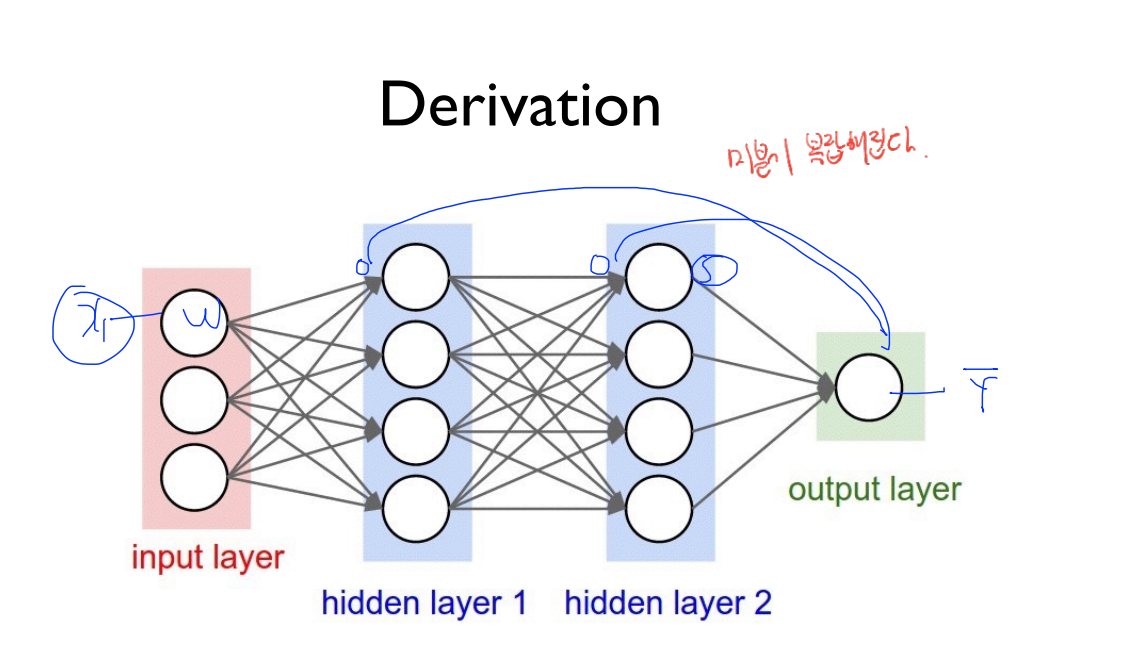 Derivation
미분이 복잡해진다.
x₁
W
S
Y̅
input layer
hidden layer 1
hidden layer 2
output layer